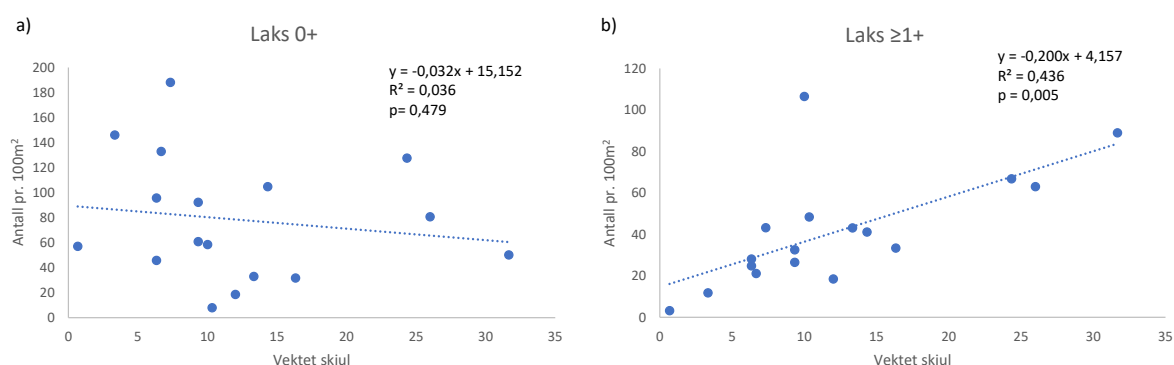 a)
Laks 0+
y = -0,032x + 15,152
R² = 0,036
p= 0,479
200
180
160
140
120
100
80
60
40
20
0
Antall pr. 100m²
0 5 10 15 20 25 30 35
Vektet skjul
b)
Laks ≥1+
y = -0,200x + 4,157
R² = 0,436
p = 0,005
120
100
80
60
40
20
0
Antall pr. 100m²
0 5 10 15 20 25 30 35
Vektet skjul